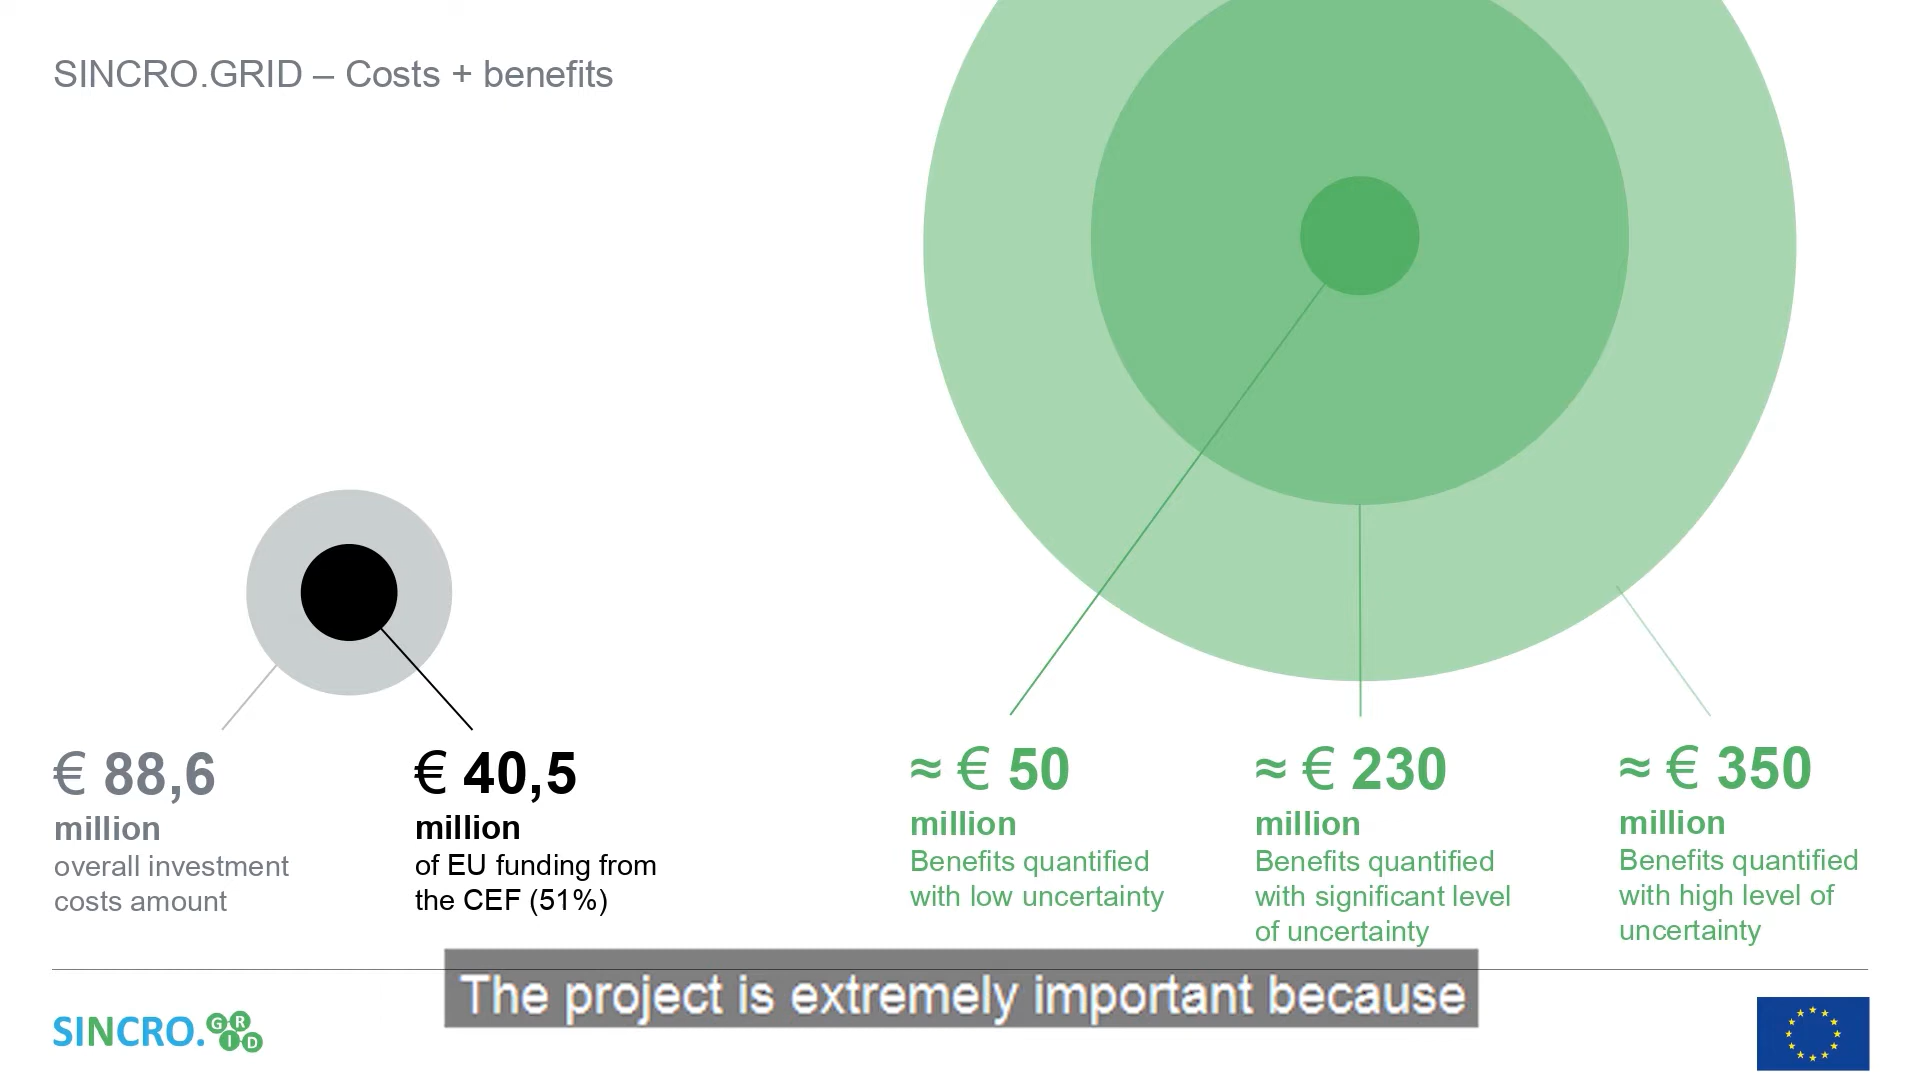 SINCRO.GRID – Costs + benefits
€ 88,6
million
overall investment
costs amount
€ 40,5
million
of EU funding from
the CEF (51%)
≈ € 50
million
Benefits quantified
with low uncertainty
≈ € 230
million
Benefits quantified
with significant level
of uncertainty
≈ € 350
million
Benefits quantified
with high level of
uncertainty
The project is extremely important because
SINCRO.GRID